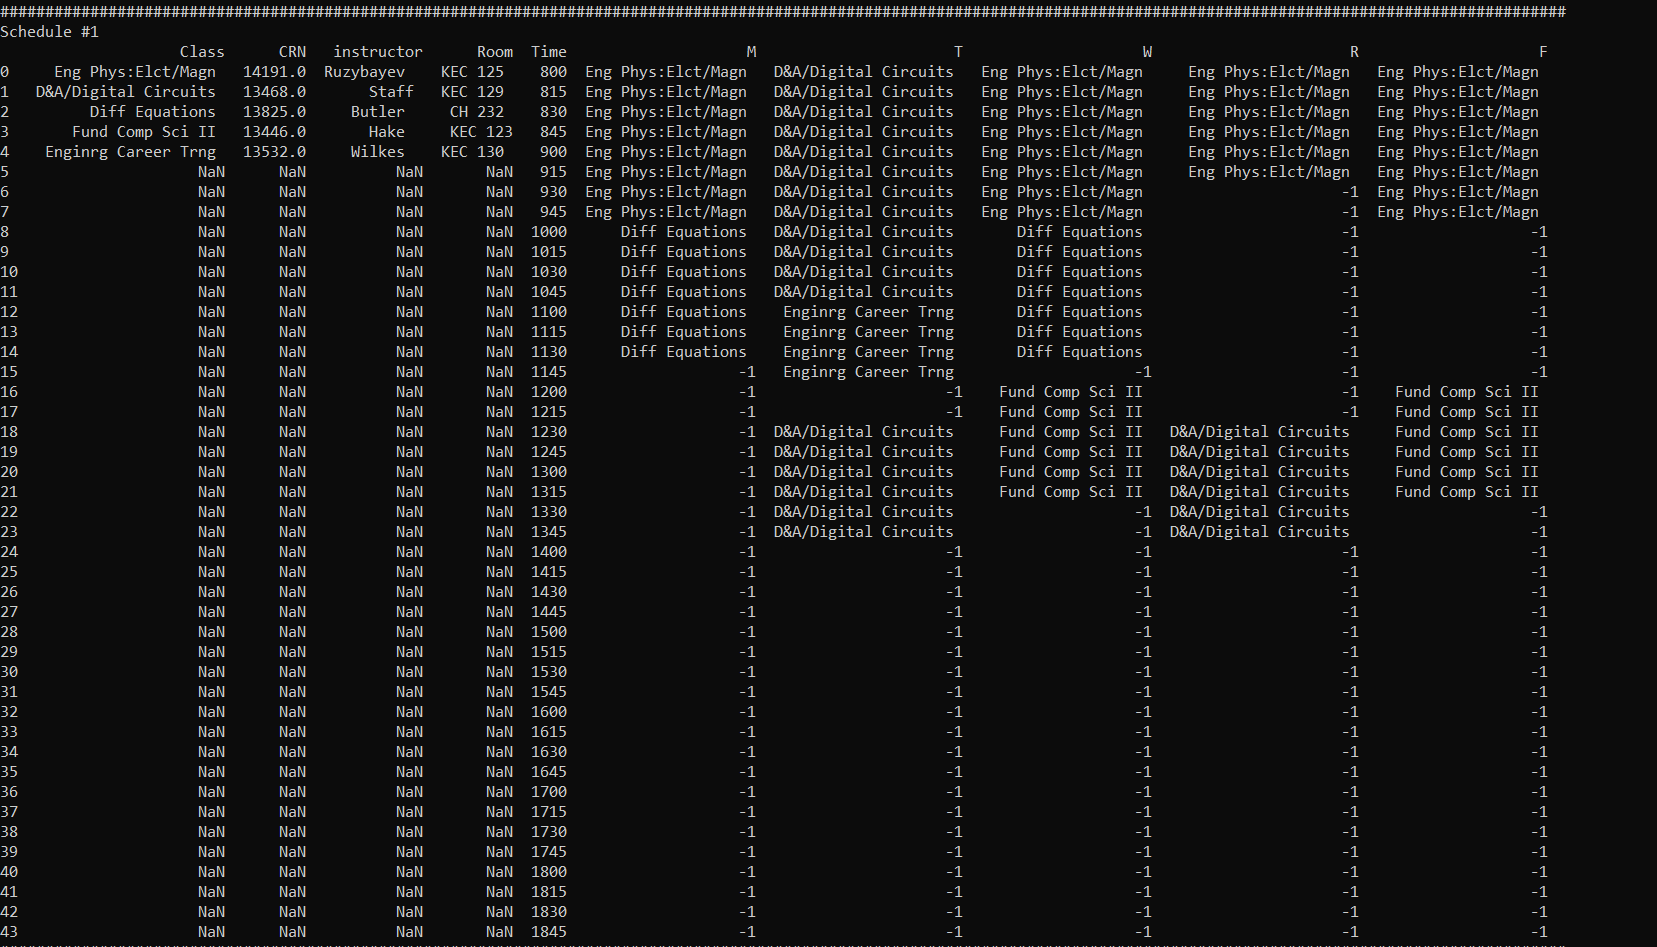 ##############################################################################################################################################################################
Schedule #1
Class CRN instructor Room Time M T W R F
0 Eng Phys:Elct/Magn 14191.0 Ruzybayev KEC 125 800 Eng Phys:Elct/Magn D&A/Digital Circuits Eng Phys:Elct/Magn Eng Phys:Elct/Magn Eng Phys:Elct/Magn
1 D&A/Digital Circuits 13468.0 Staff KEC 129 815 Eng Phys:Elct/Magn D&A/Digital Circuits Eng Phys:Elct/Magn Eng Phys:Elct/Magn Eng Phys:Elct/Magn
2 Diff Equations 13825.0 Butler CH 232 830 Eng Phys:Elct/Magn D&A/Digital Circuits Eng Phys:Elct/Magn Eng Phys:Elct/Magn Eng Phys:Elct/Magn
3 Fund Comp Sci II 13446.0 Hake KEC 123 845 Eng Phys:Elct/Magn D&A/Digital Circuits Eng Phys:Elct/Magn Eng Phys:Elct/Magn Eng Phys:Elct/Magn
4 Enginrg Career Trng 13532.0 Wilkes KEC 130 900 Eng Phys:Elct/Magn D&A/Digital Circuits Eng Phys:Elct/Magn Eng Phys:Elct/Magn Eng Phys:Elct/Magn
5 NaN NaN NaN NaN 915 Eng Phys:Elct/Magn D&A/Digital Circuits Eng Phys:Elct/Magn Eng Phys:Elct/Magn Eng Phys:Elct/Magn
6 NaN NaN NaN NaN 930 Eng Phys:Elct/Magn D&A/Digital Circuits Eng Phys:Elct/Magn -1 Eng Phys:Elct/Magn
7 NaN NaN NaN NaN 945 Eng Phys:Elct/Magn D&A/Digital Circuits Eng Phys:Elct/Magn -1 Eng Phys:Elct/Magn
8 NaN NaN NaN NaN 1000 Diff Equations D&A/Digital Circuits Diff Equations -1 -1
9 NaN NaN NaN NaN 1015 Diff Equations D&A/Digital Circuits Diff Equations -1 -1
10 NaN NaN NaN NaN 1030 Diff Equations D&A/Digital Circuits Diff Equations -1 -1
11 NaN NaN NaN NaN 1045 Diff Equations D&A/Digital Circuits Diff Equations -1 -1
12 NaN NaN NaN NaN 1100 Diff Equations Enginrg Career Trng Diff Equations -1 -1
13 NaN NaN NaN NaN 1115 Diff Equations Enginrg Career Trng Diff Equations -1 -1
14 NaN NaN NaN NaN 1130 Diff Equations Enginrg Career Trng Diff Equations -1 -1
15 NaN NaN NaN NaN 1145 -1 Enginrg Career Trng -1 -1 -1
16 NaN NaN NaN NaN 1200 -1 -1 Fund Comp Sci II -1 Fund Comp Sci II
17 NaN NaN NaN NaN 1215 -1 -1 Fund Comp Sci II -1 Fund Comp Sci II
18 NaN NaN NaN NaN 1230 -1 D&A/Digital Circuits Fund Comp Sci II D&A/Digital Circuits Fund Comp Sci II
19 NaN NaN NaN NaN 1245 -1 D&A/Digital Circuits Fund Comp Sci II D&A/Digital Circuits Fund Comp Sci II
20 NaN NaN NaN NaN 1300 -1 D&A/Digital Circuits Fund Comp Sci II D&A/Digital Circuits Fund Comp Sci II
21 NaN NaN NaN NaN 1315 -1 D&A/Digital Circuits Fund Comp Sci II D&A/Digital Circuits Fund Comp Sci II
22 NaN NaN NaN NaN 1330 -1 D&A/Digital Circuits -1 D&A/Digital Circuits -1
23 NaN NaN NaN NaN 1345 -1 D&A/Digital Circuits -1 D&A/Digital Circuits -1
24 NaN NaN NaN NaN 1400 -1 -1 -1 -1 -1
25 NaN NaN NaN NaN 1415 -1 -1 -1 -1 -1
26 NaN NaN NaN NaN 1430 -1 -1 -1 -1 -1
27 NaN NaN NaN NaN 1445 -1 -1 -1 -1 -1
28 NaN NaN NaN NaN 1500 -1 -1 -1 -1 -1
29 NaN NaN NaN NaN 1515 -1 -1 -1 -1 -1
30 NaN NaN NaN NaN 1530 -1 -1 -1 -1 -1
31 NaN NaN NaN NaN 1545 -1 -1 -1 -1 -1
32 NaN NaN NaN NaN 1600 -1 -1 -1 -1 -1
33 NaN NaN NaN NaN 1615 -1 -1 -1 -1 -1
34 NaN NaN NaN NaN 1630 -1 -1 -1 -1 -1
35 NaN NaN NaN NaN 1645 -1 -1 -1 -1 -1
36 NaN NaN NaN NaN 1700 -1 -1 -1 -1 -1
37 NaN NaN NaN NaN 1715 -1 -1 -1 -1 -1
38 NaN NaN NaN NaN 1730 -1 -1 -1 -1 -1
39 NaN NaN NaN NaN 1745 -1 -1 -1 -1 -1
40 NaN NaN NaN NaN 1800 -1 -1 -1 -1 -1
41 NaN NaN NaN NaN 1815 -1 -1 -1 -1 -1
42 NaN NaN NaN NaN 1830 -1 -1 -1 -1 -1
43 NaN NaN NaN NaN 1845 -1 -1 -1 -1 -1